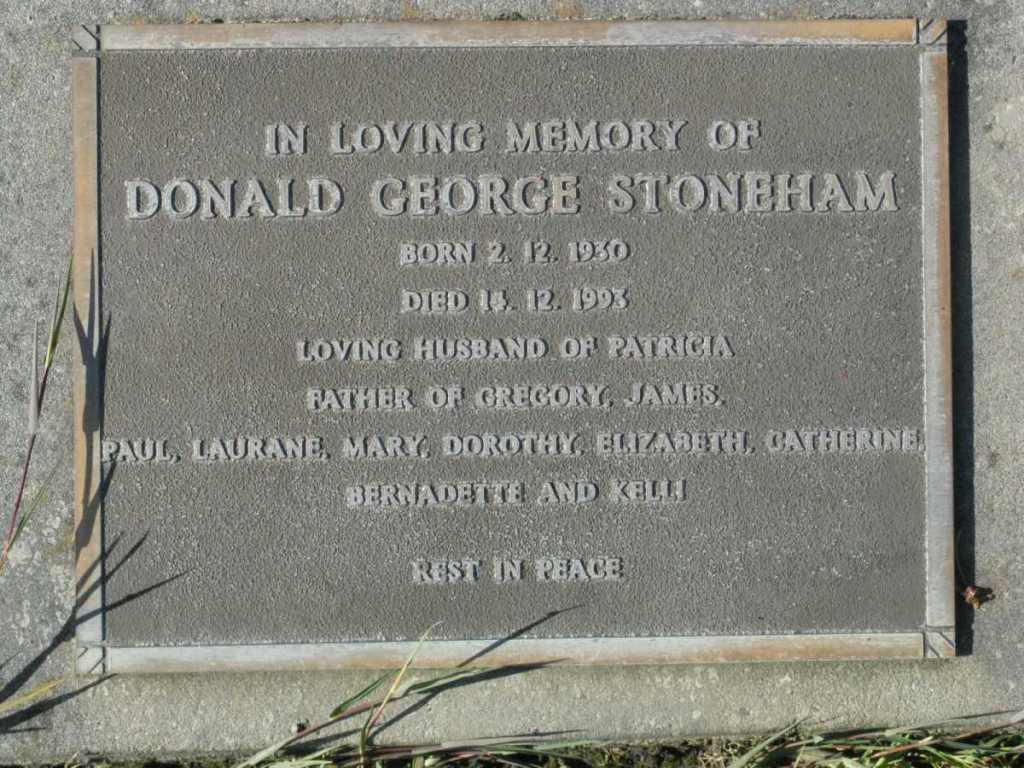 IN LOVING MEMORY OF
DONALD GEORGE STONEHAM
BORN 2. 12. 1930
DIED 14. 12. 1993
LOVING HUSBAND OF PATRICIA
FATHER OF GREGORY, JAMES,
PAUL, LAURANE, MARY, DOROTHY, ELIZABETH, CATHERINE,
BERNADETTE AND KELLI
REST IN PEACE